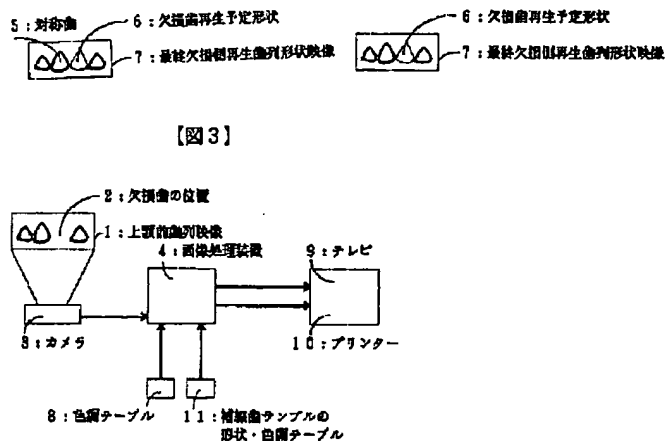 5：対称歯
6：欠損歯再生予定形状
7：最終欠損側再生歯列形状映像
6：欠損歯再生予定形状
7：最終欠損側再生歯列形状映像
【図3】
2：欠損歯の位置
1：上顎前歯列映像
4：画像処理装置
9：テレビ
3：カメラ
10：プリンター
8：色調テーブル
11：補綴歯サンプルの
形状・色調テーブル